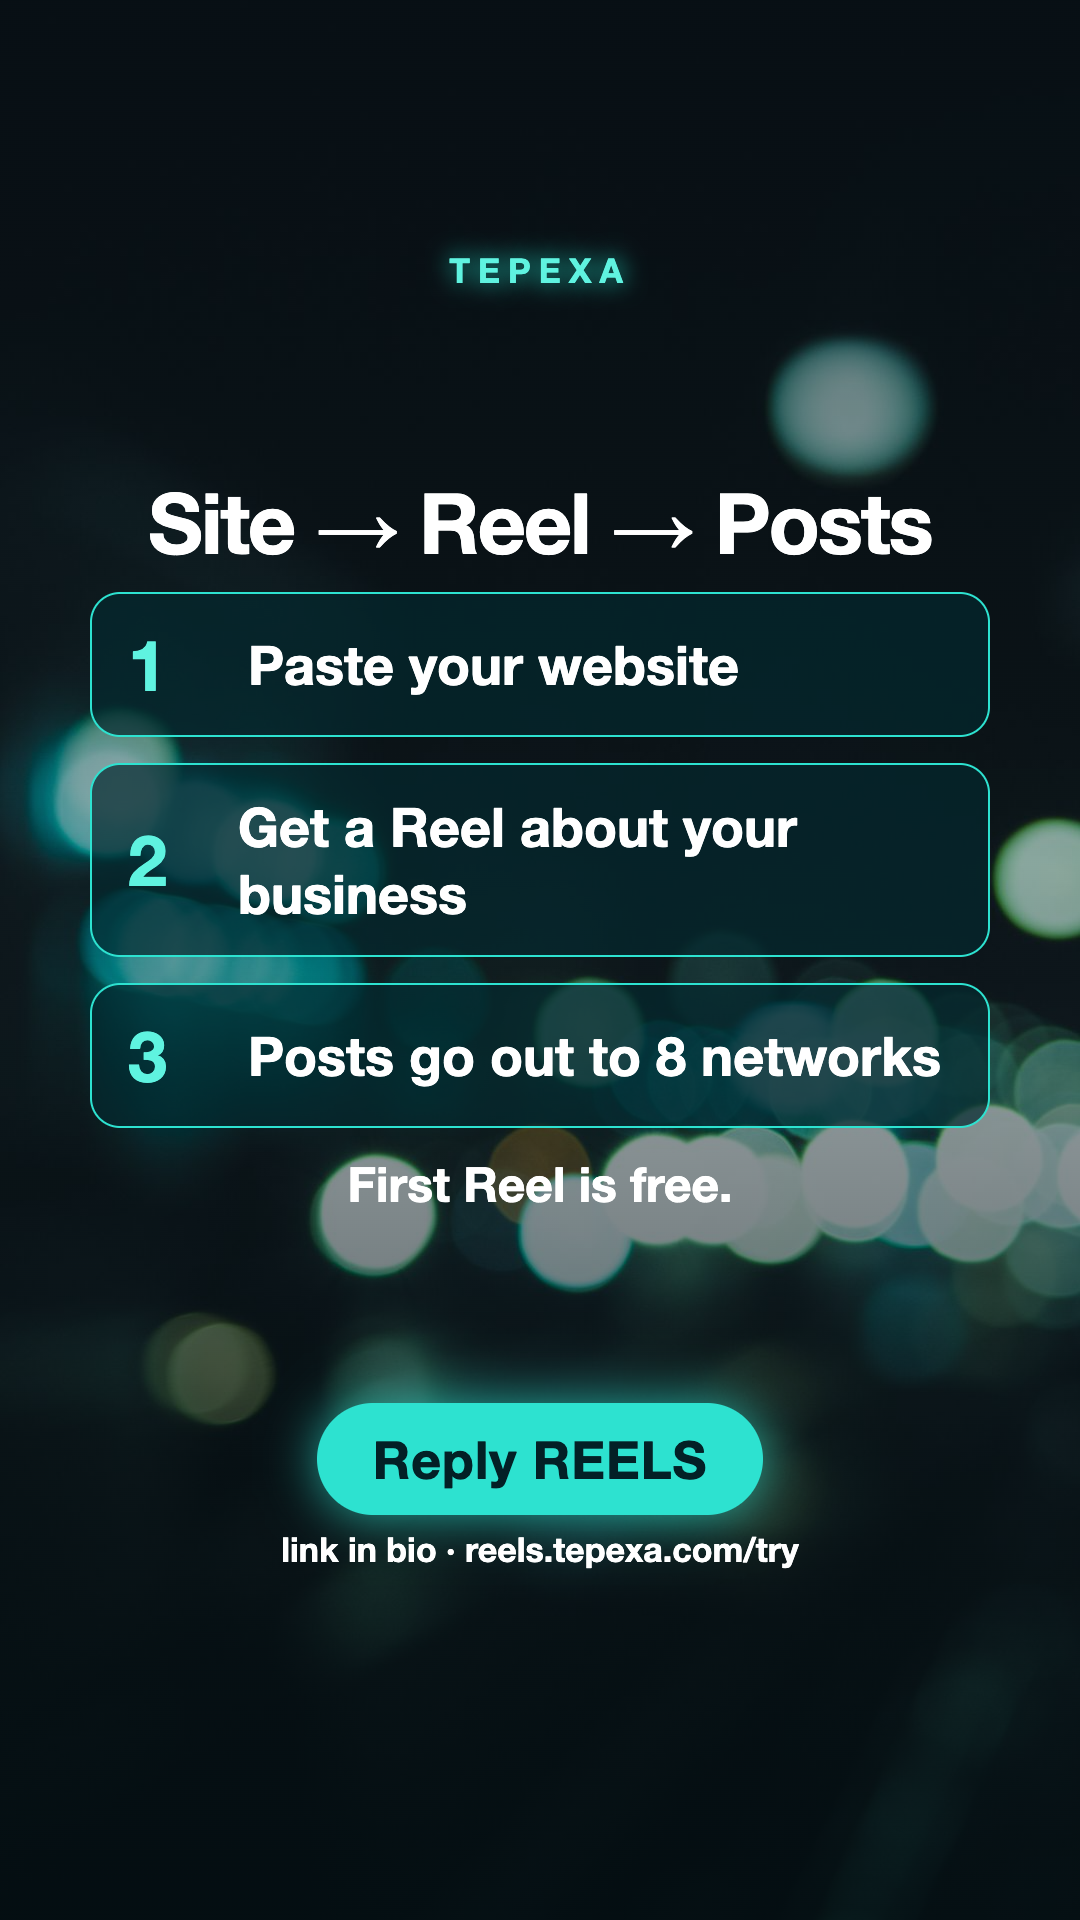 TEPEXA
Site → Reel → Posts
1 Paste your website
2 Get a Reel about your
business
3 Posts go out to 8 networks
First Reel is free.
Reply REELS
link in bio · reels.tepexa.com/try